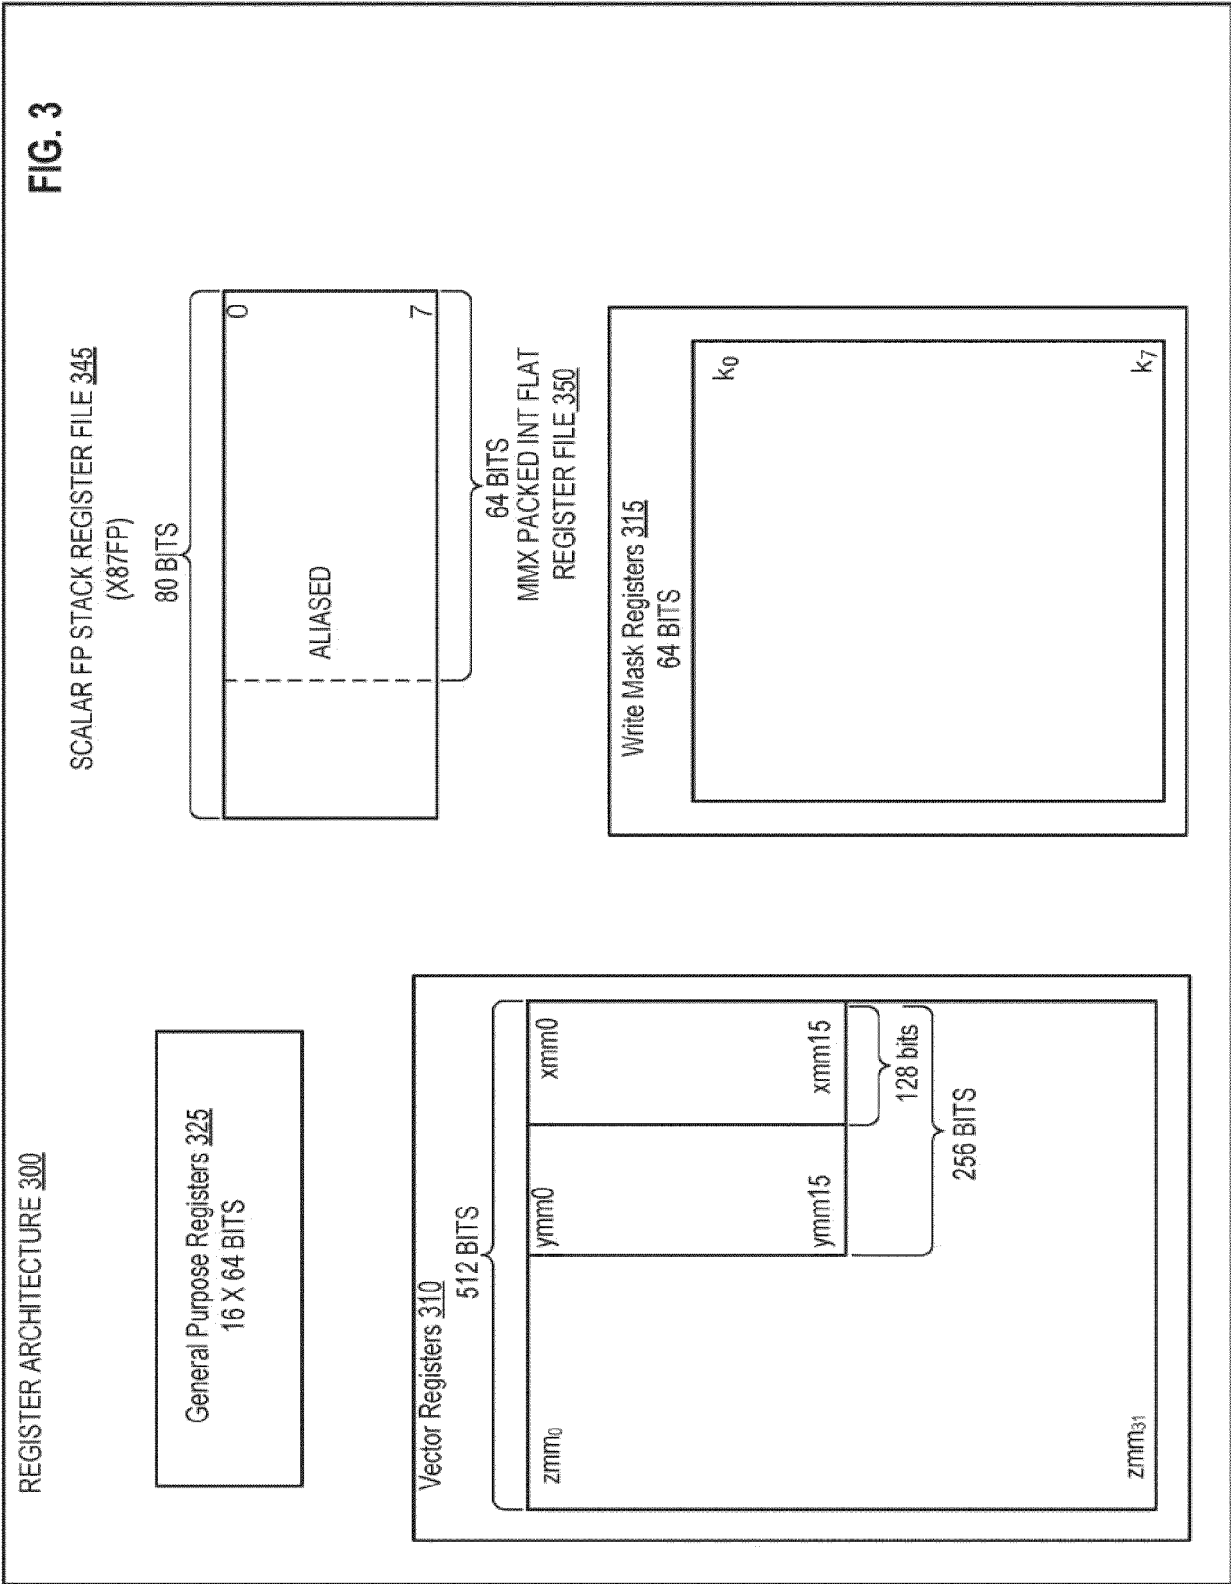 REGISTER ARCHITECTURE 300
FIG. 3
General Purpose Registers 325
16 X 64 BITS
Vector Registers 310
512 BITS
zmm0
ymm0
xmm0
ymm15
xmm15
128 bits
256 BITS
zmm31
SCALAR FP STACK REGISTER FILE 345
(X87FP)
80 BITS
0
ALIASED
7
64 BITS
MMX PACKED INT FLAT
REGISTER FILE 350
Write Mask Registers 315
64 BITS
k0
k7